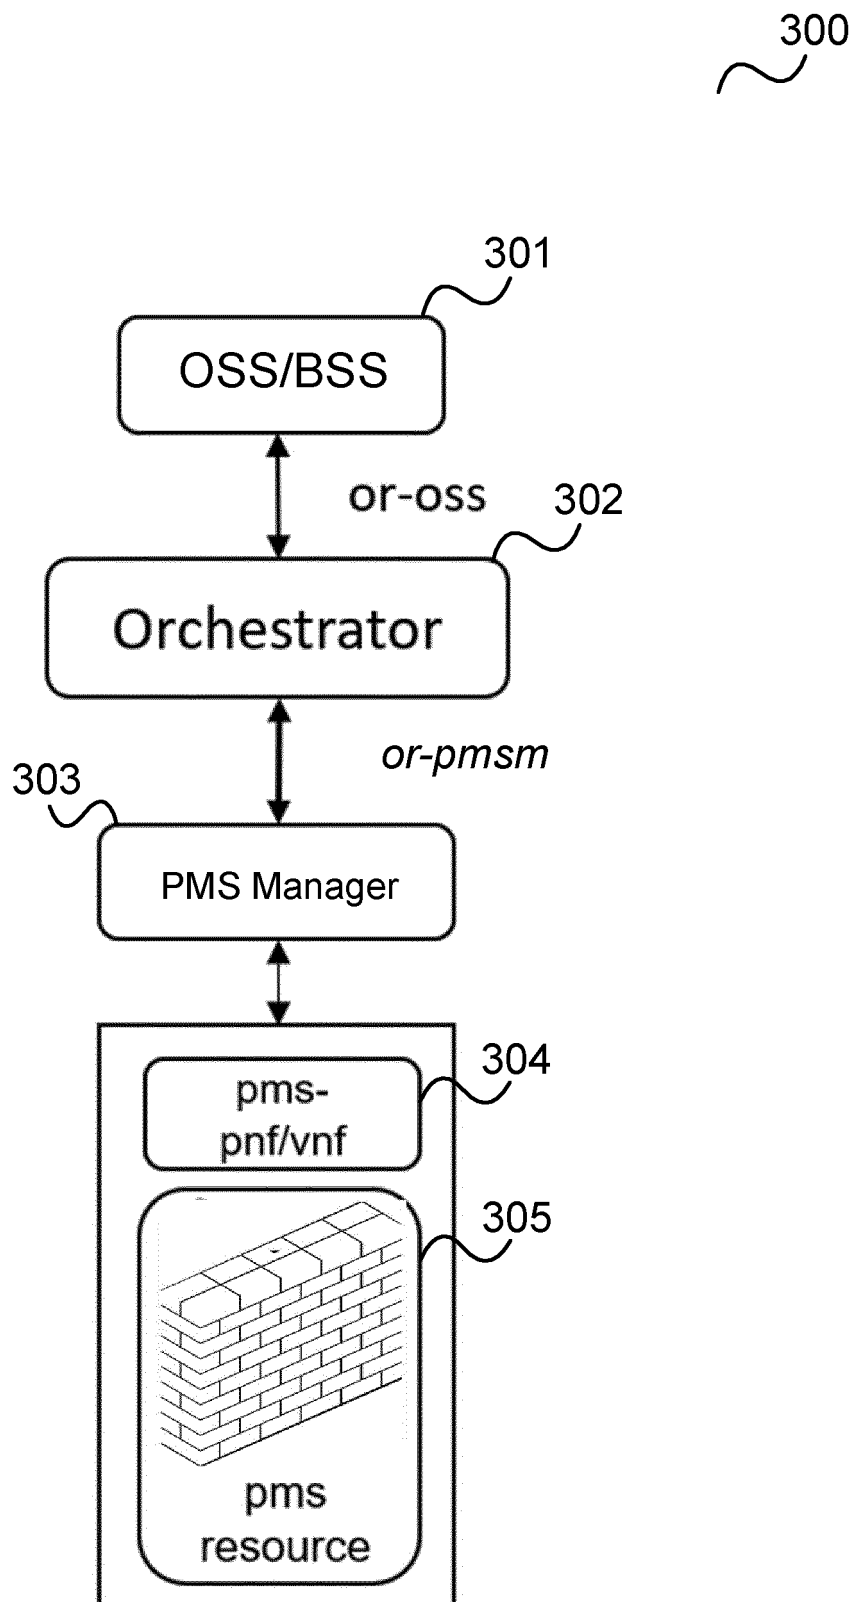 300
301
OSS/BSS
or-oss
302
Orchestrator
or-pmsm
303
PMS Manager
304
pms-
pnf/vnf
305
pms
resource